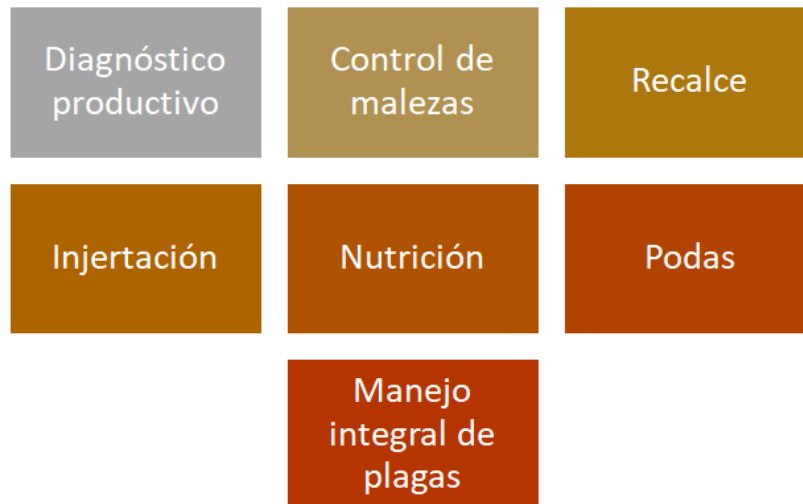 Diagnóstico
productivo
Control de
malezas
Recalce
Injertación
Nutrición
Podas
Manejo
integral de
plagas